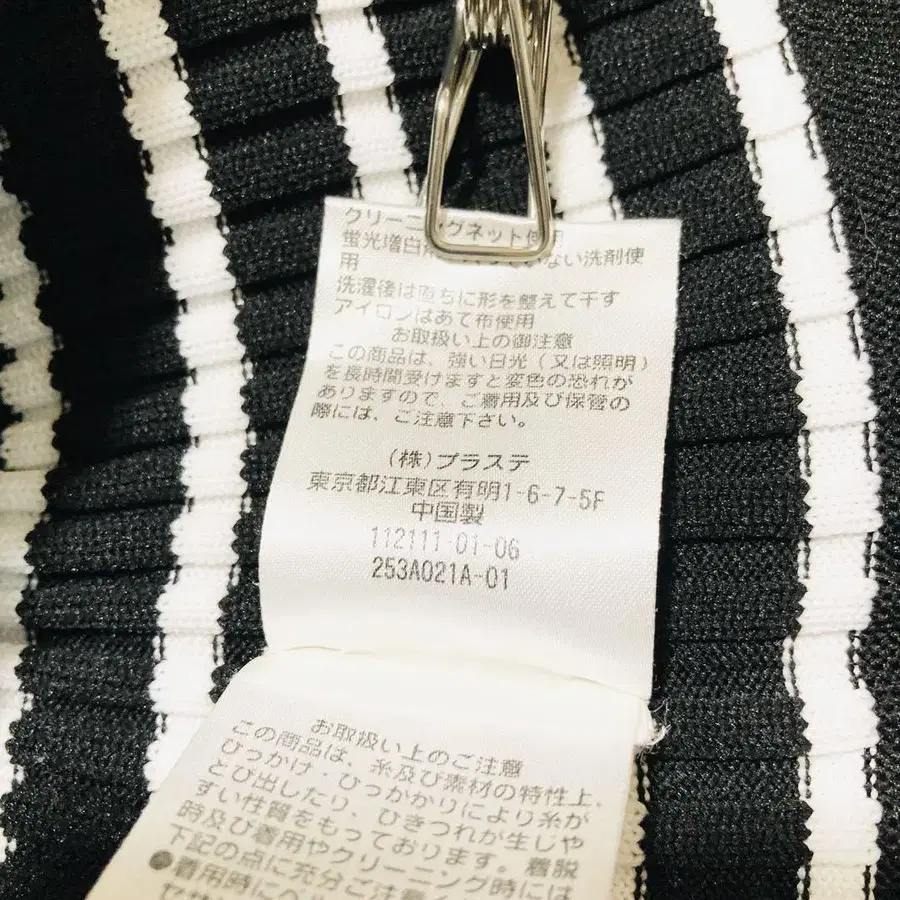 クリーニングネット使用
蛍光増白剤 い洗剤使
用
洗濯後は直ちに形を整えて干す
アイロンはあて布使用
お取扱い上の御注意
この商品は、強い日光(又は照明)
を長時間受けますと変色の恐れが
ありますので、ご着用及び保管の
際には、ご注意下さい。
(株)プラステ
東京都江東区有明1-6-7-5F
中国製
112111-01-06
253A021A-01
お取扱い上のご注意
この商品は、糸及び素材の特性上、
ひっかけ・ひっかかりにより糸が
とび出したり、ひきつれが生じや
すい性質をもっております。着脱
時及び着用やクリーニング時には
下記の点に充分ご注意く
●着用時に